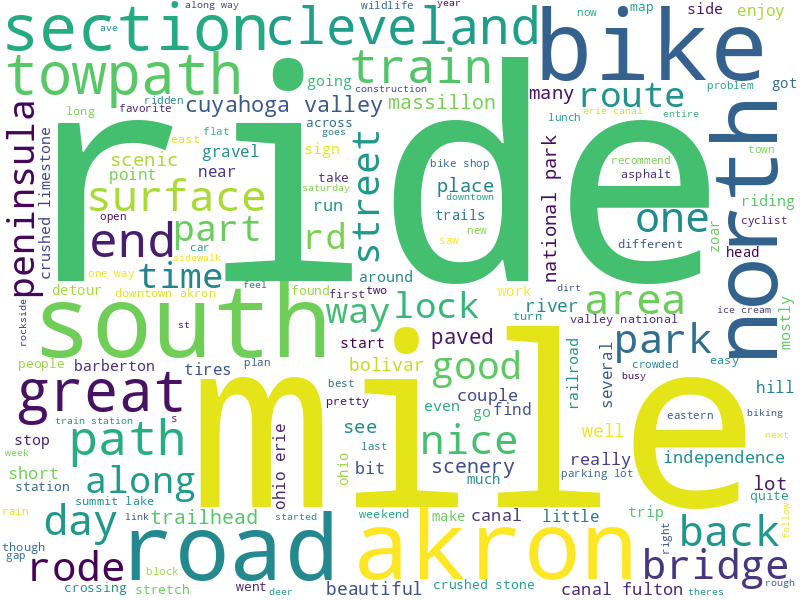 along way
wildlife
year
section
cleveland
bike
now
map
side
enjoy
ave
towpath
train
going
construction
route
problem
got
ride
north
long
favorite
ridden
cuyahoga valley
massillon
many
peninsula
crushed limestone
flat
across
goes
lunch
erie canal
entire
east
scenic
gravel
sign
street
bike shop
national park
recommend
town
point
near
take
saturday
place
downtown
asphalt
surface
run
trails
new
one
riding
open
end
part
rd
saw
different
zoar
head
cyclist
car
sidewalk
time
one way
feel
around
work
river
area
dirt
ice cream
detour
downtown akron
found
first
two
rockside
south
way
lock
turn
valley national
mostly
st
start
paved
park
people
barberton
tires
plan
bolivar
good
railroad
several
crowded
easy
busy
hill
great
best
pretty
couple
even
go
find
mile
eastern
biking
train station
s
stop
path
ohio erie
see
last
nice
well
next
week
short
station
along
ohio
bit
scenery
much
really
parking lot
independence
lot
quite
rain
summit lake
day
link
trailhead
started
weekend
make
canal
little
trip
right
back
follow
though
gap
rode
road
akron
bridge
rough
crossing
block
stretch
went
deer
beautiful
crushed stone
canal fulton
theres